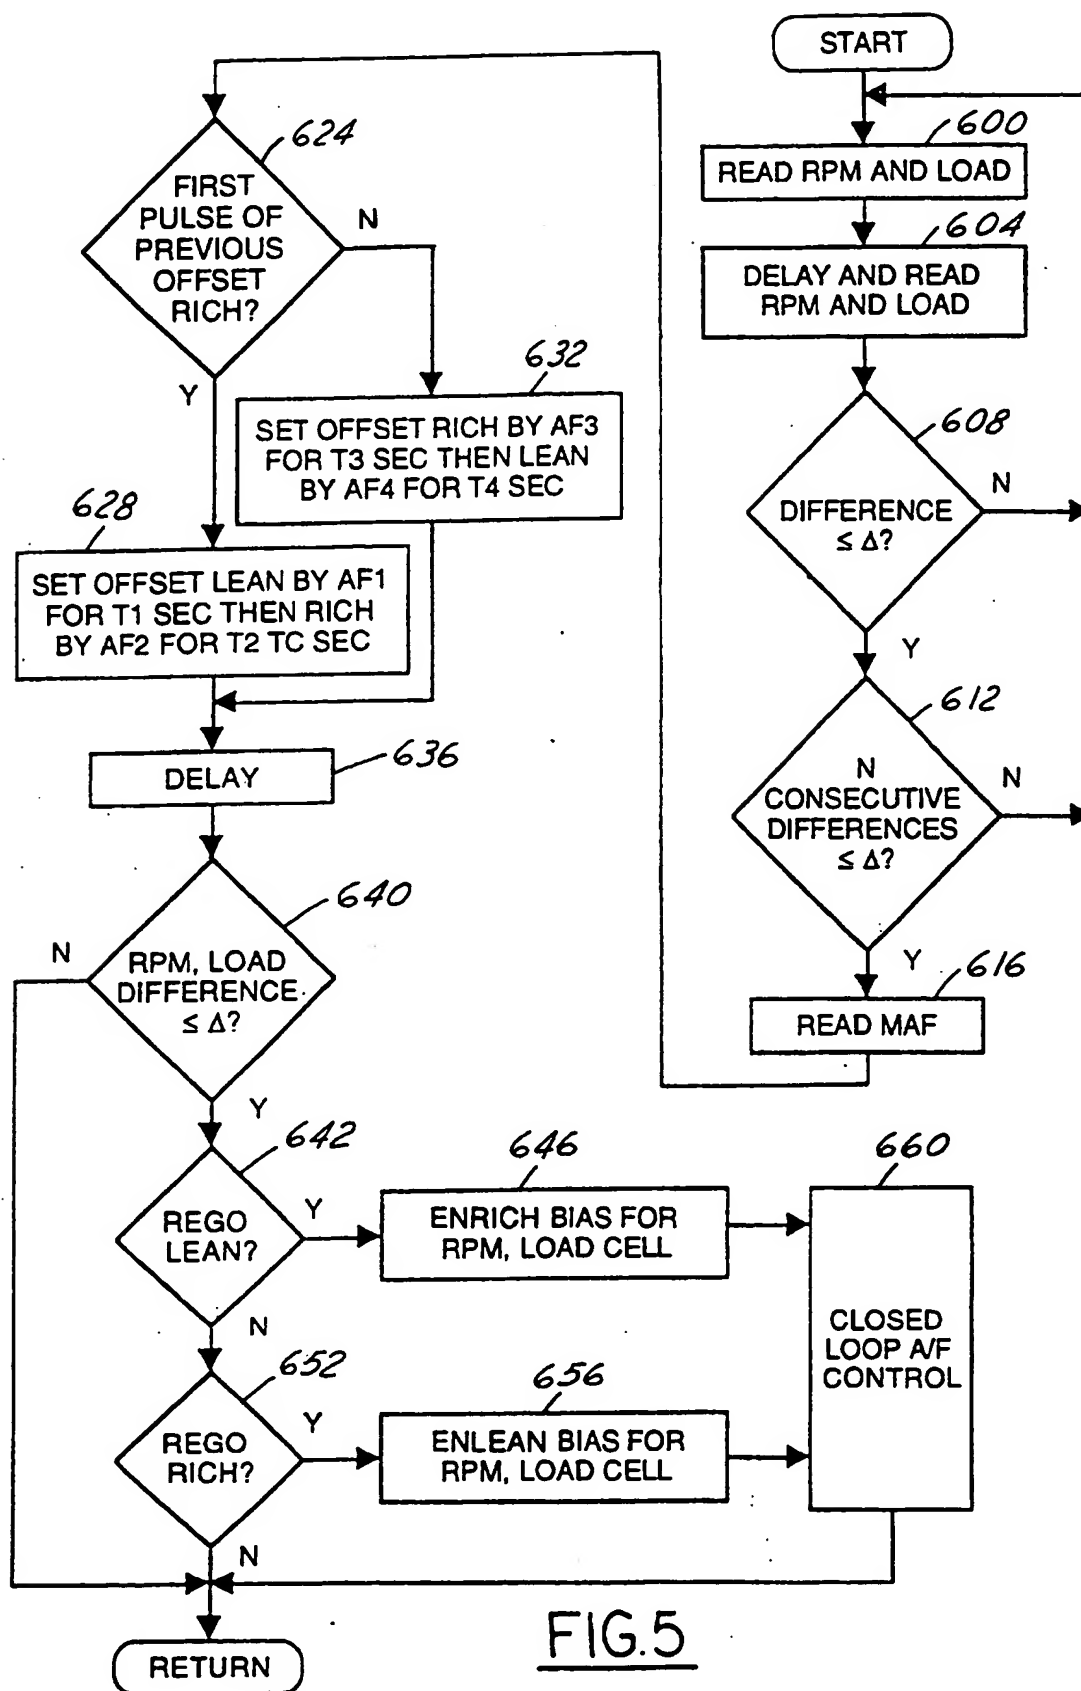 START
600
READ RPM AND LOAD
604
DELAY AND READ
RPM AND LOAD
608
DIFFERENCE
≤ Δ?
N
Y
612
N
CONSECUTIVE
DIFFERENCES
≤ Δ?
N
Y
616
READ MAF
624
FIRST
PULSE OF
PREVIOUS
OFFSET
RICH?
N
Y
632
SET OFFSET RICH BY AF3
FOR T3 SEC THEN LEAN
BY AF4 FOR T4 SEC
628
SET OFFSET LEAN BY AF1
FOR T1 SEC THEN RICH
BY AF2 FOR T2 TC SEC
DELAY
636
640
N
RPM, LOAD
DIFFERENCE
≤ Δ?
Y
642
REGO
LEAN?
Y
646
ENRICH BIAS FOR
RPM, LOAD CELL
N
652
REGO
RICH?
Y
656
ENLEAN BIAS FOR
RPM, LOAD CELL
660
CLOSED
LOOP A/F
CONTROL
N
RETURN
FIG.5